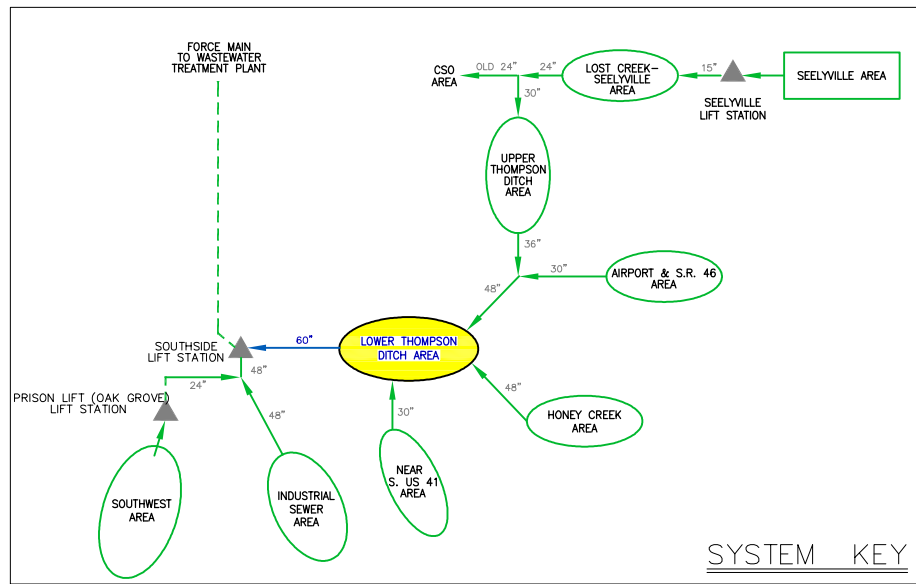 FORCE MAIN
TO WASTEWATER
TREATMENT PLANT
CSO
AREA
OLD 24"
24"
30"
LOST CREEK–
SEELYVILLE
AREA
15"
SEELYVILLE
LIFT STATION
SEELYVILLE AREA
UPPER
THOMPSON
DITCH
AREA
36"
30"
AIRPORT & S.R. 46
AREA
48"
LOWER THOMPSON
DITCH AREA
60"
SOUTHSIDE
LIFT STATION
48"
24"
PRISON LIFT (OAK GROVE)
LIFT STATION
48"
30"
48"
HONEY CREEK
AREA
NEAR
S. US 41
AREA
INDUSTRIAL
SEWER
AREA
SOUTHWEST
AREA
SYSTEM KEY